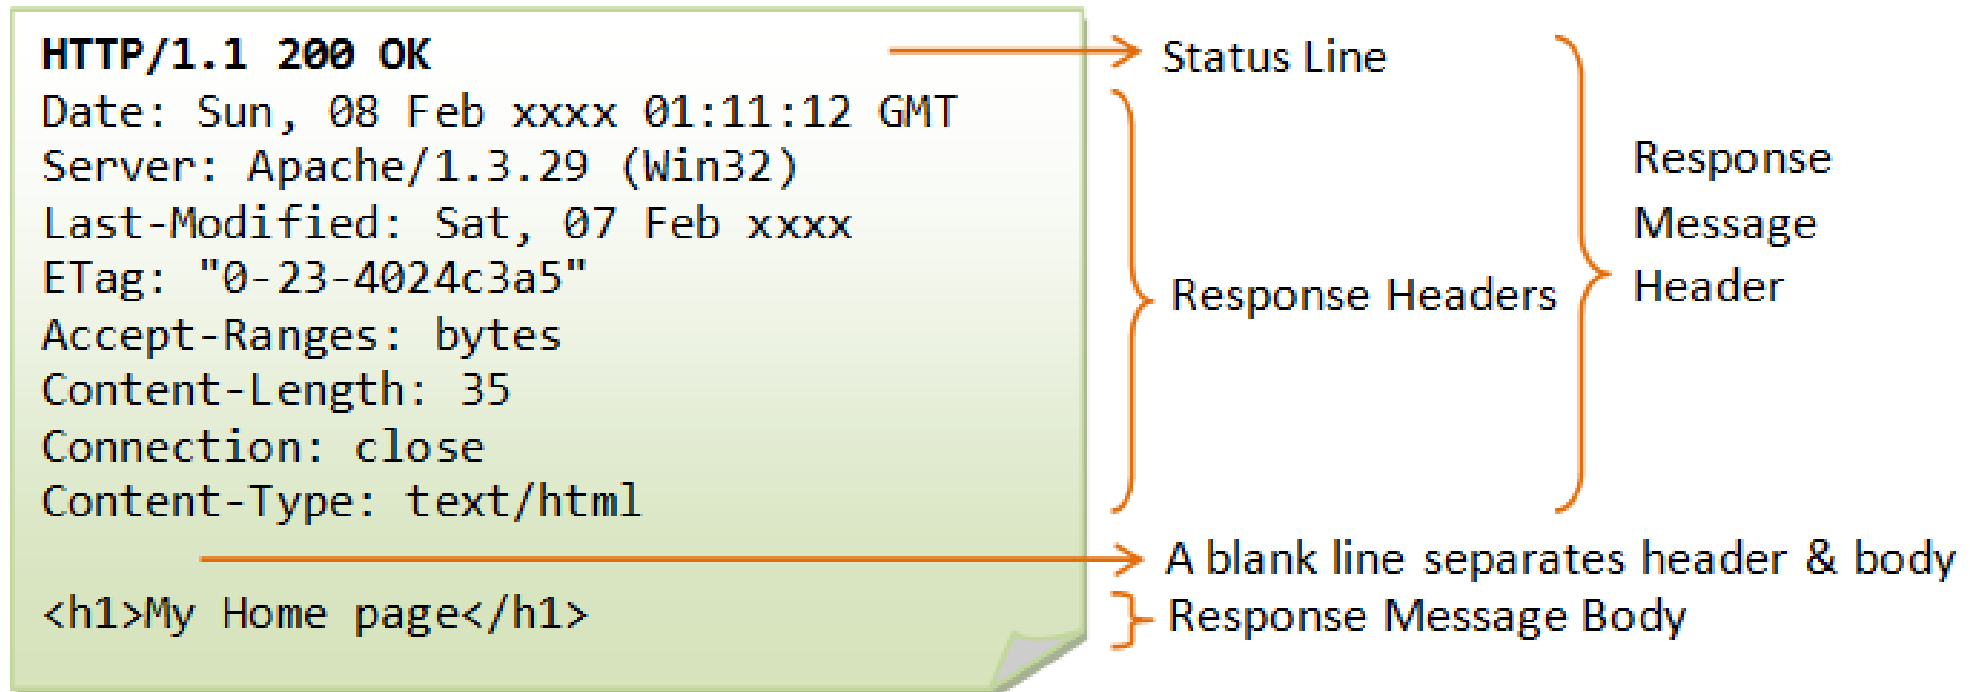 HTTP/1.1 200 OK
Date: Sun, 08 Feb xxxx 01:11:12 GMT
Server: Apache/1.3.29 (Win32)
Last-Modified: Sat, 07 Feb xxxx
ETag: "0-23-4024c3a5"
Accept-Ranges: bytes
Content-Length: 35
Connection: close
Content-Type: text/html
<h1>My Home page</h1>
Status Line
Response Headers
Response
Message
Header
A blank line separates header & body
Response Message Body